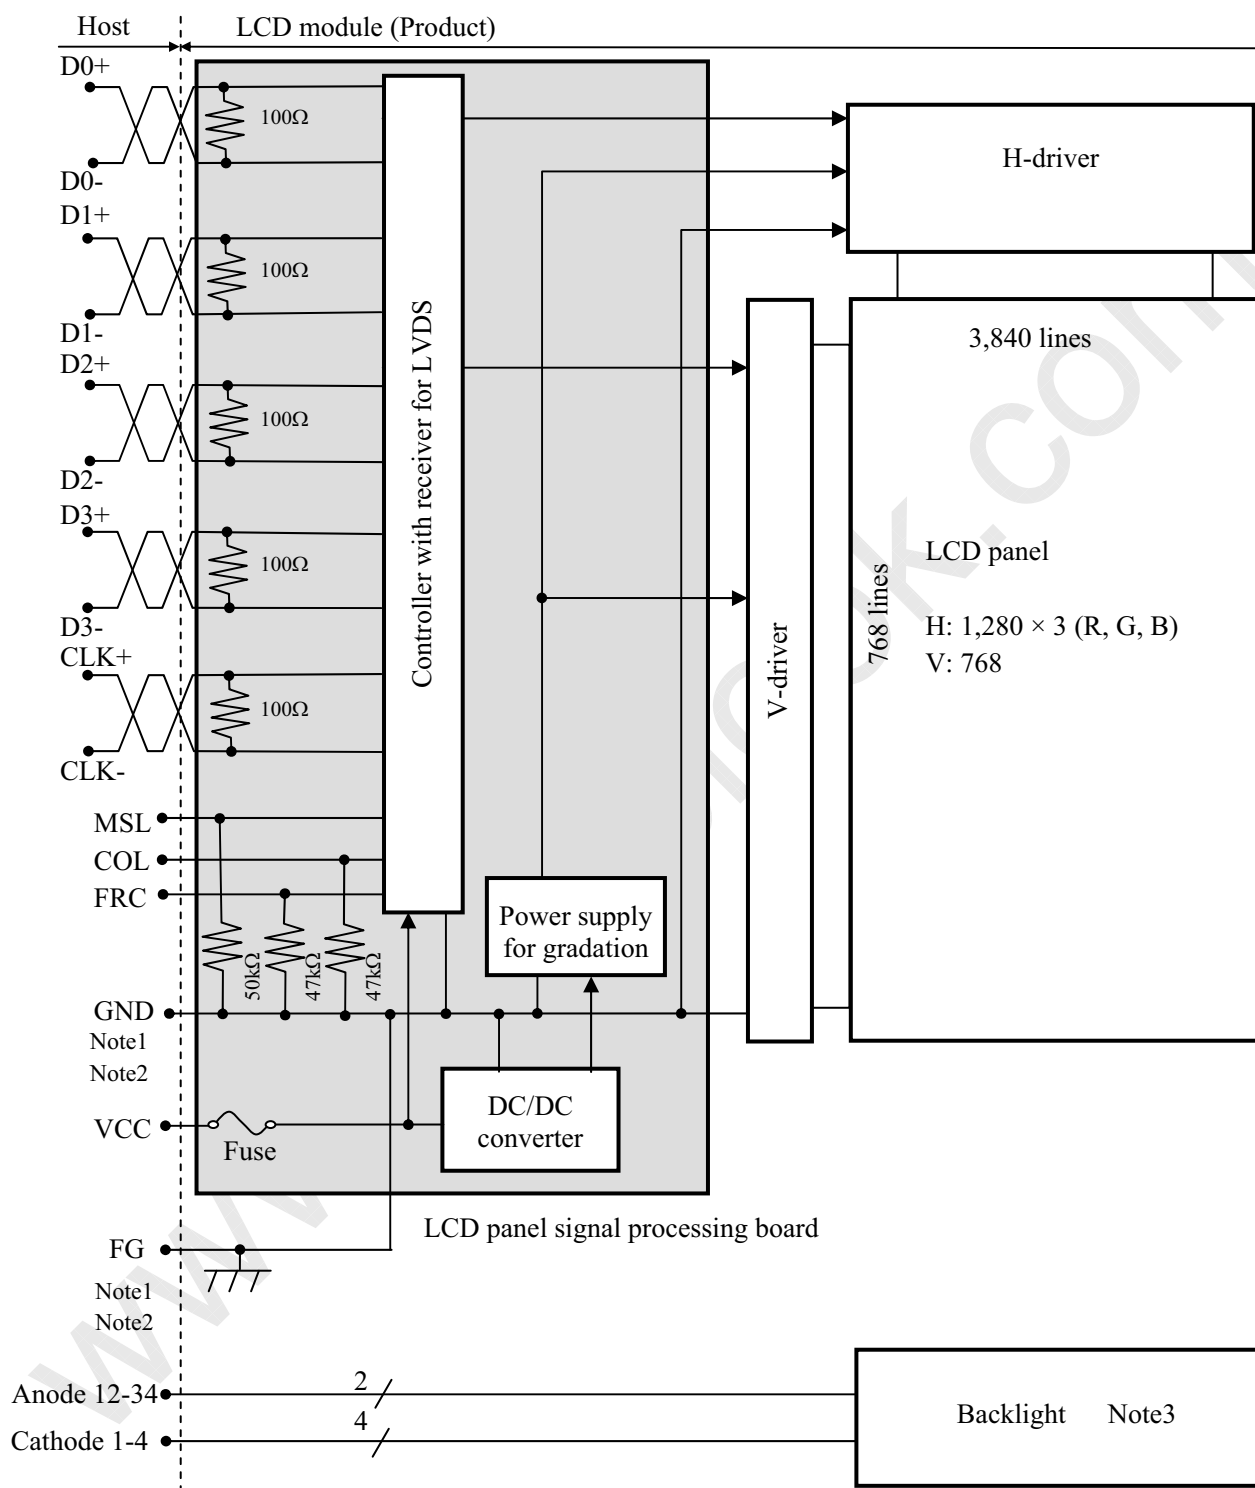 Host
LCD module (Product)
D0+
100Ω
D0-
D1+
100Ω
D1-
D2+
100Ω
D2-
D3+
100Ω
D3-
CLK+
100Ω
CLK-
MSL
COL
FRC
50kΩ
47kΩ
47kΩ
GND
Note1
Note2
VCC
Fuse
Controller with receiver for LVDS
Power supply
for gradation
DC/DC
converter
LCD panel signal processing board
H-driver
V-driver
3,840 lines
768 lines
LCD panel
H: 1,280 × 3 (R, G, B)
V: 768
FG
Note1
Note2
Anode 12-34
2
Cathode 1-4
4
Backlight Note3